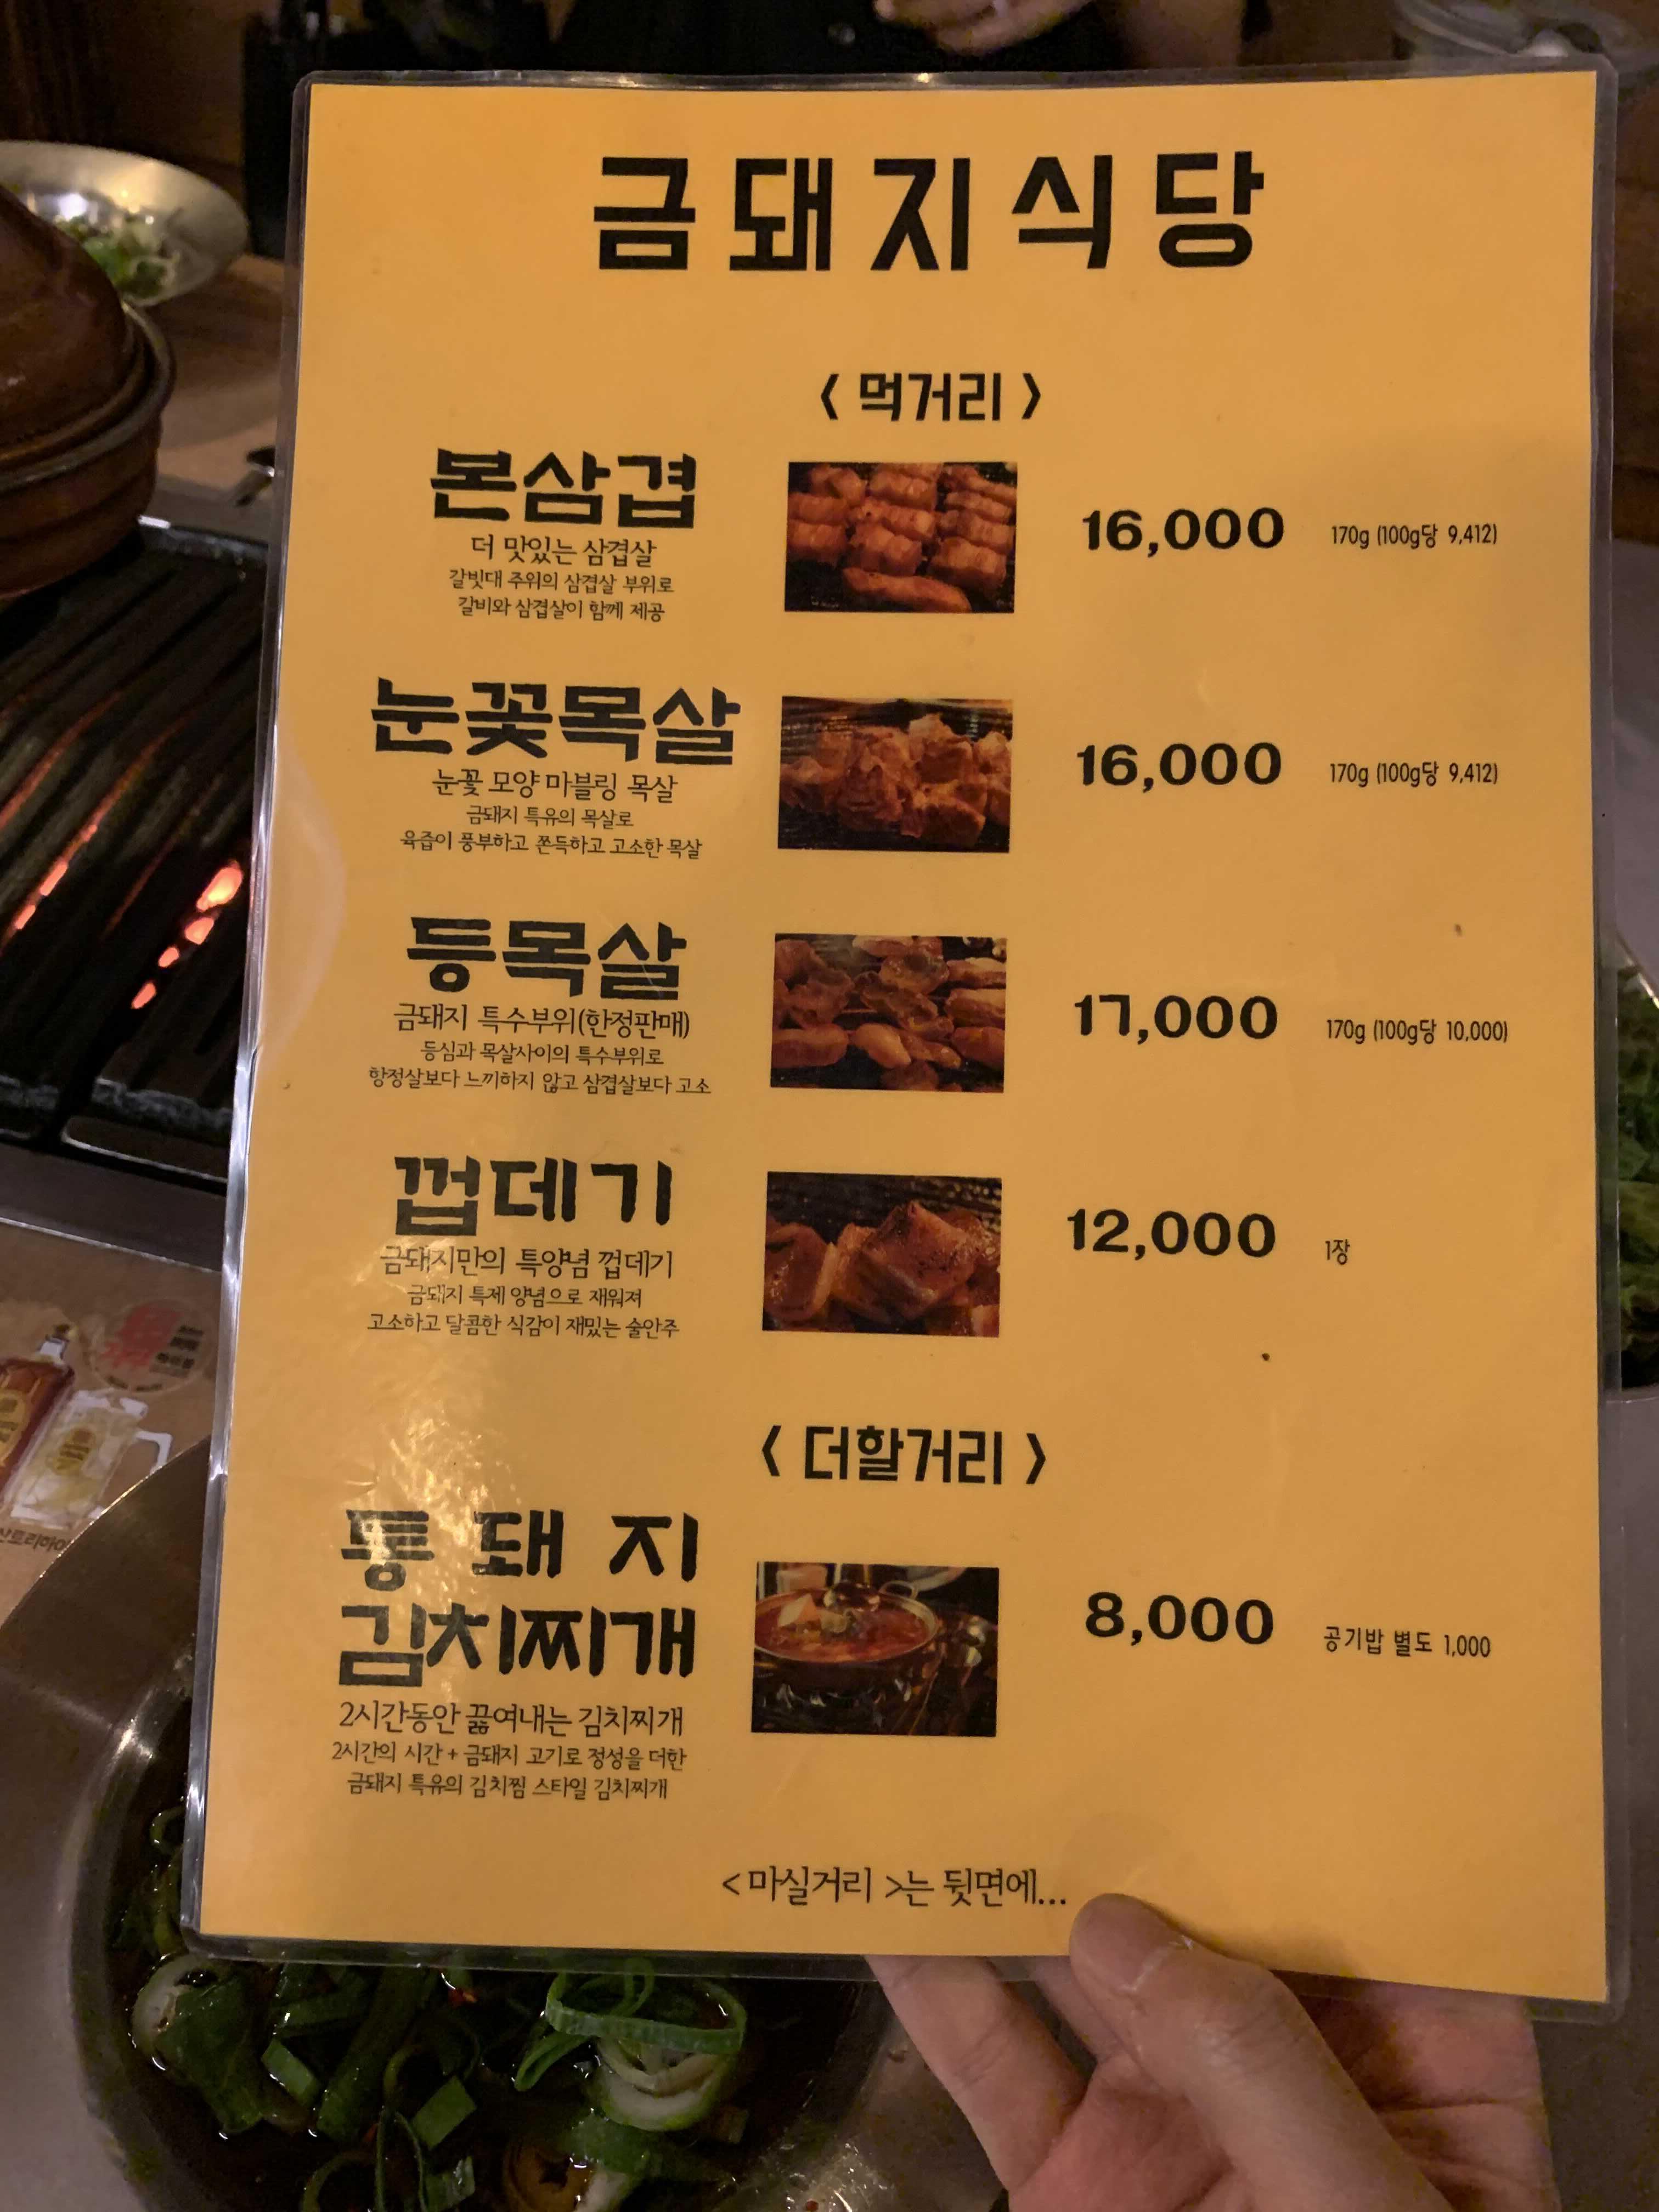 금돼지식당
< 먹거리 >
본삼겹
더 맛있는 삼겹살
갈빗대 주위의 삼겹살 부위로
갈비와 삼겹살이 함께 제공
16,000
170g (100g당 9,412)
눈꽃목살
눈꽃 모양 마블링 목살
금돼지 특유의 목살로
육즙이 풍부하고 쫀득하고 고소한 목살
16,000
170g (100g당 9,412)
등목살
금돼지 특수부위(한정판매)
등심과 목살사이의 특수부위로
항정살보다 느끼하지 않고 삼겹살보다 고소
17,000
170g (100g당 10,000)
껍데기
금돼지만의 특양념 껍데기
금돼지 특제 양념으로 재워져
고소하고 달콤한 식감이 재밌는 술안주
12,000
1장
< 더할거리 >
통돼지
김치찌개
2시간동안 끓여내는 김치찌개
2시간의 시간 + 금돼지 고기로 정성을 더한
금돼지 특유의 김치찜 스타일 김치찌개
8,000
공기밥 별도 1,000
<마실거리 >는 뒷면에...